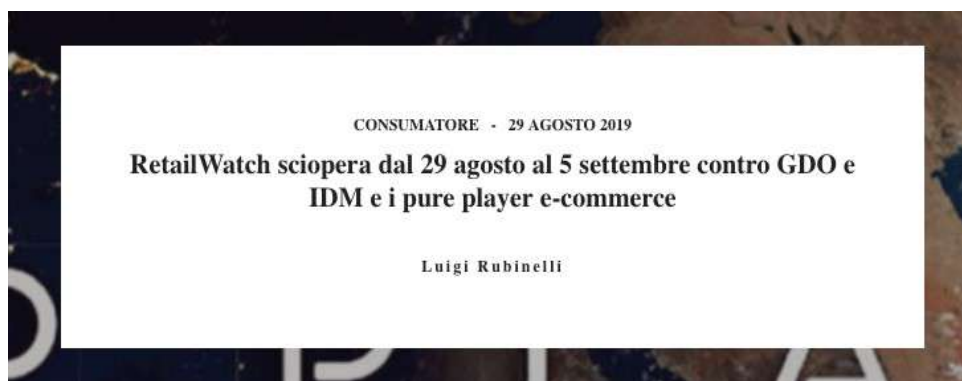 CONSUMATORE - 29 AGOSTO 2019
RetailWatch sciopera dal 29 agosto al 5 settembre contro GDO e
IDM e i pure player e-commerce
Luigi Rubinelli